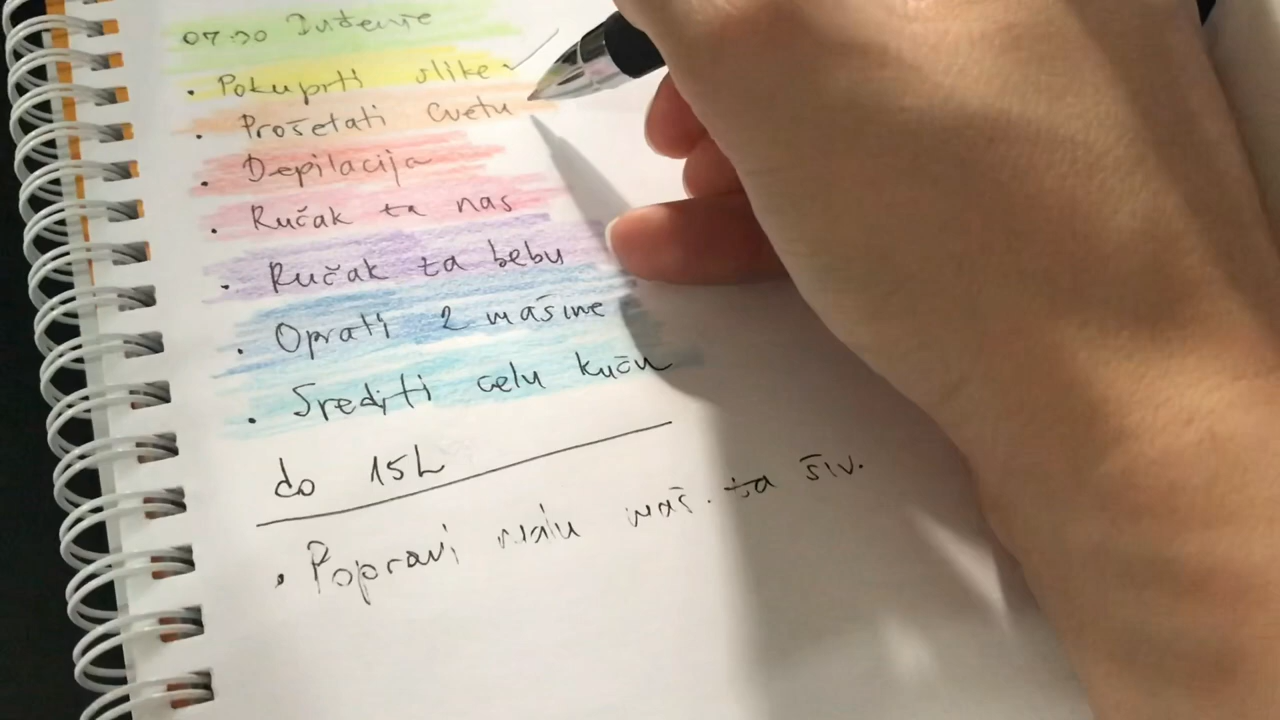 07:30 Buđenje
• Pokupiti slike ✓
• Prošetati Cvetu
• Depilacija
• Ručak za nas
• Ručak za bebu
• Oprati 2 mašine
• Srediti celu kuću
do 15h
• Popravi malu maš. za šiv.